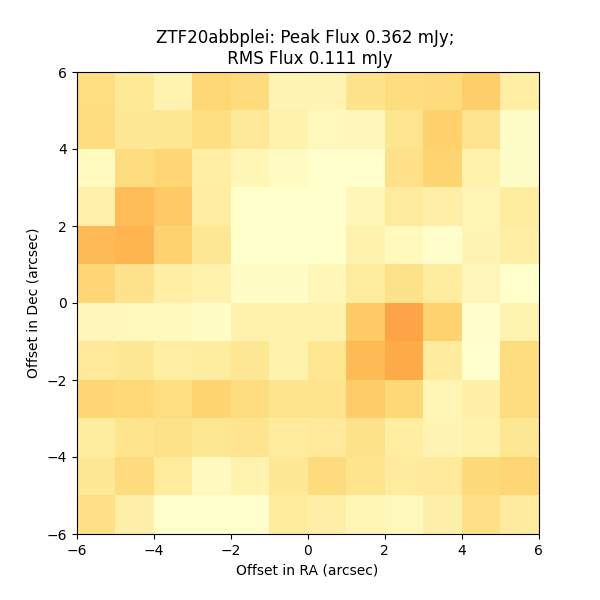 ZTF20abbplei: Peak Flux 0.362 mJy;
RMS Flux 0.111 mJy
6
4
2
0
−2
−4
−6
Offset in Dec (arcsec)
−6 −4 −2 0 2 4 6
Offset in RA (arcsec)